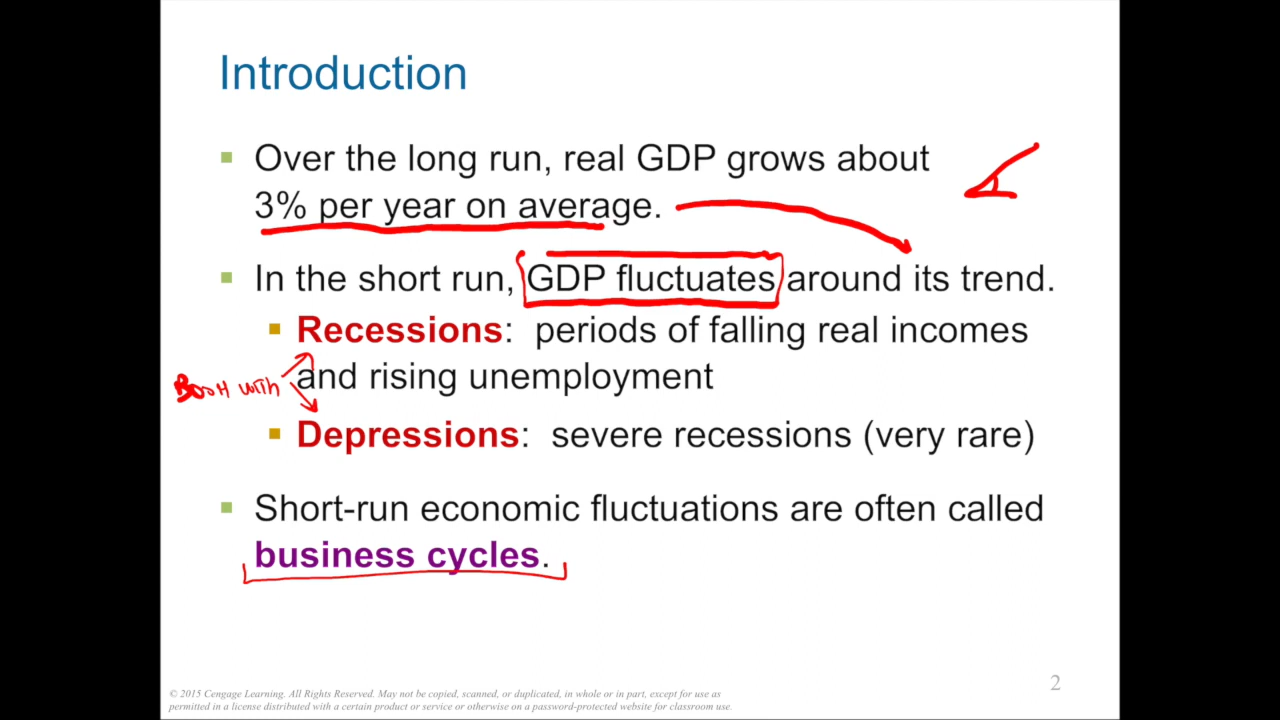 Introduction
Over the long run, real GDP grows about
3% per year on average.
In the short run, GDP fluctuates around its trend.
Recessions: periods of falling real incomes
and rising unemployment
BooH with
Depressions: severe recessions (very rare)
Short-run economic fluctuations are often called
business cycles.
© 2015 Cengage Learning. All Rights Reserved. May not be copied, scanned, or duplicated, in whole or in part, except for use as
permitted in a license distributed with a certain product or service or otherwise on a password-protected website for classroom use.
2